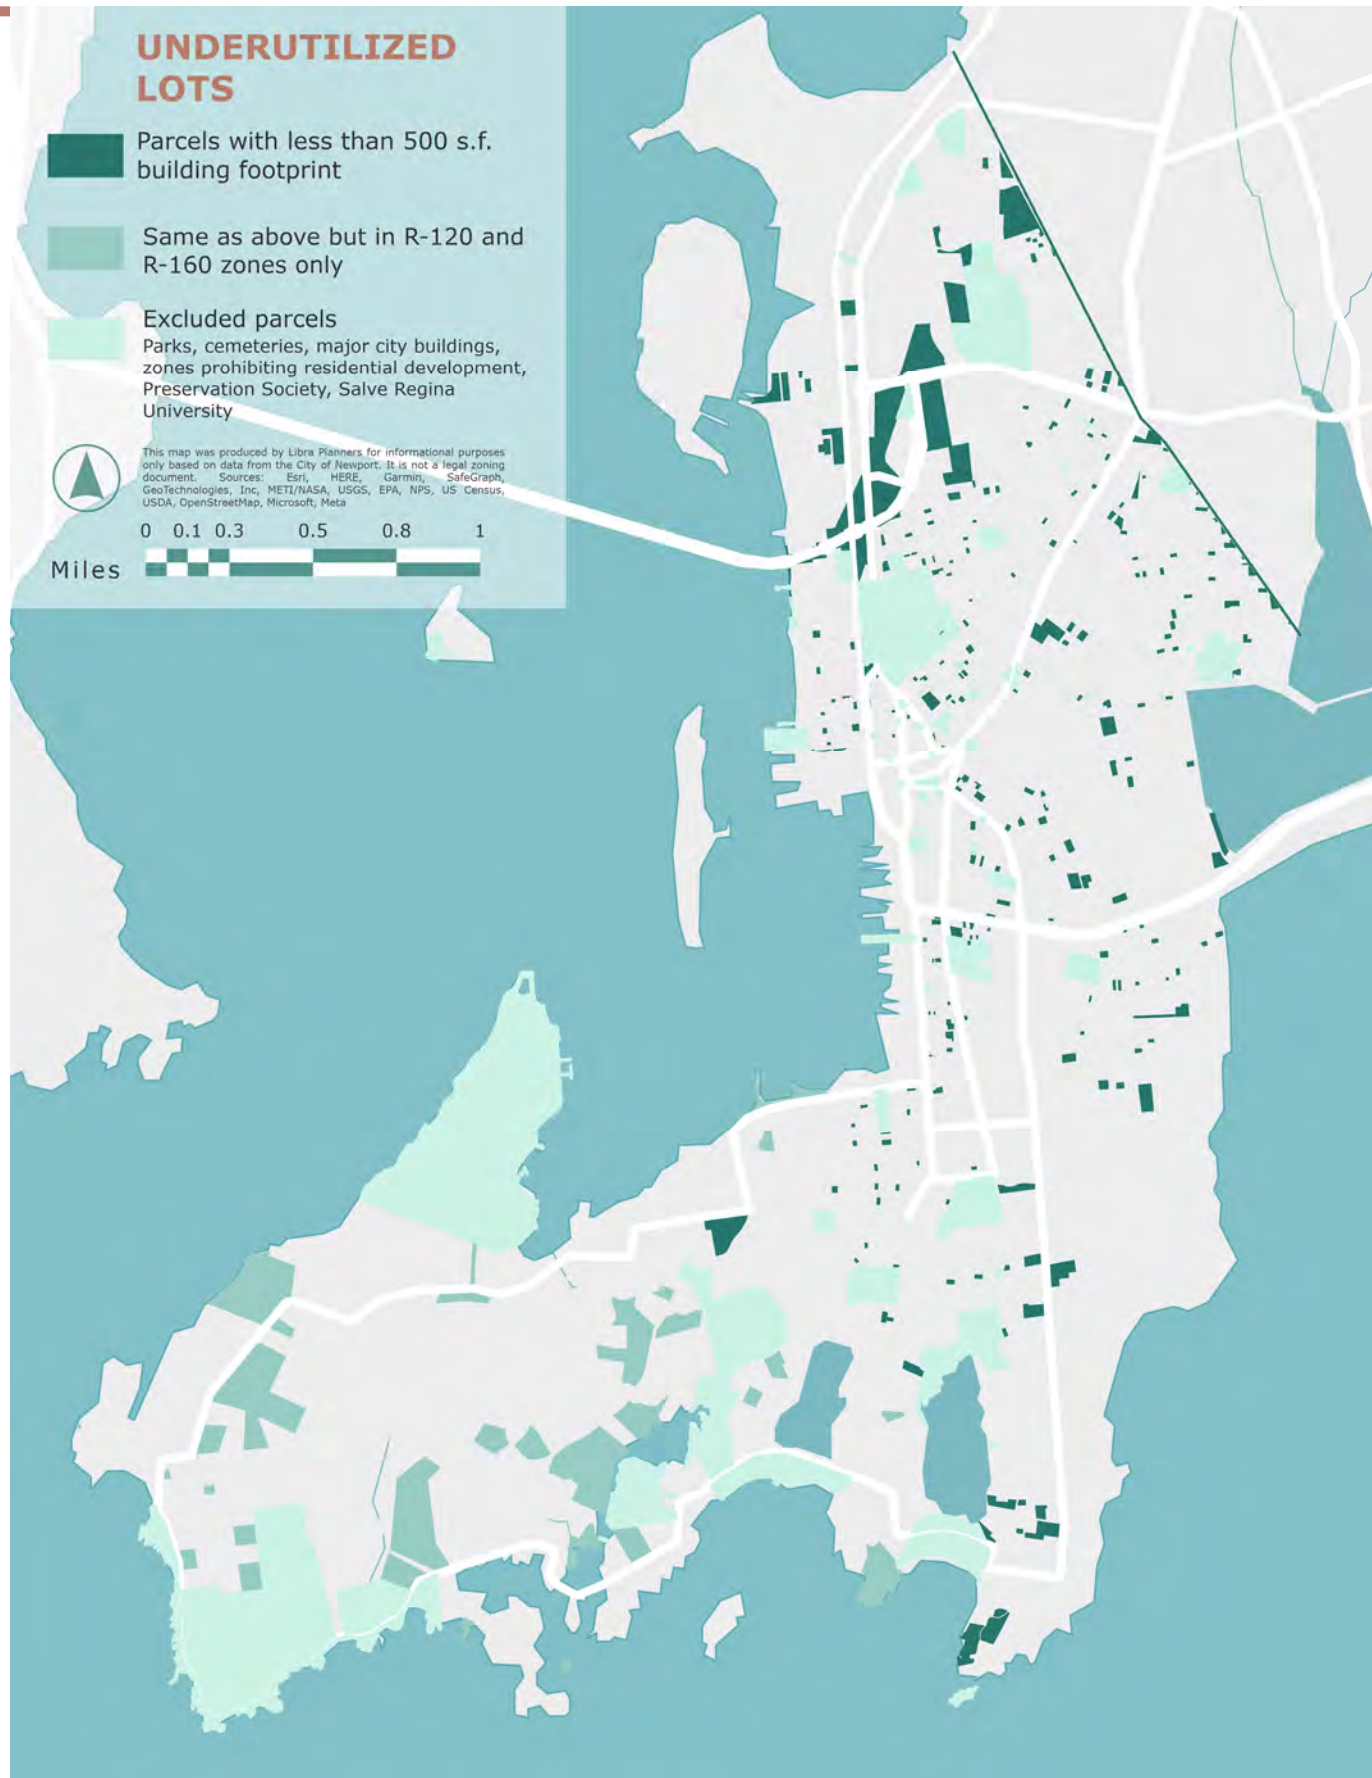 UNDERUTILIZED
LOTS
Parcels with less than 500 s.f.
building footprint
Same as above but in R-120 and
R-160 zones only
Excluded parcels
Parks, cemeteries, major city buildings,
zones prohibiting residential development,
Preservation Society, Salve Regina
University
This map was produced by Libra Planners for informational purposes
only based on data from the City of Newport. It is not a legal zoning
document. Sources: Esri, HERE, Garmin, SafeGraph,
GeoTechnologies, Inc, METI/NASA, USGS, EPA, NPS, US Census,
USDA, OpenStreetMap, Microsoft, Meta
0 0.1 0.3 0.5 0.8 1
Miles